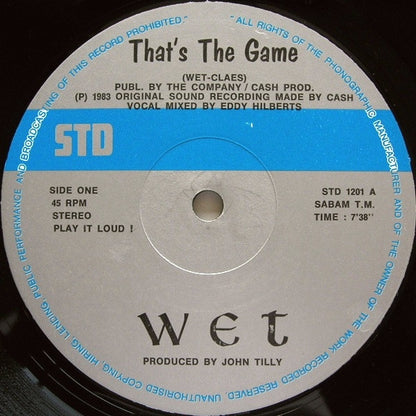 That's The Game
(WET-CLAES)
PUBL. BY THE COMPANY / CASH PROD.
(P) 1983 ORIGINAL SOUND RECORDING MADE BY CASH
VOCAL MIXED BY EDDY HILBERTS
STD
SIDE ONE
45 RPM
STEREO
PLAY IT LOUD !
STD 1201 A
SABAM T.M.
TIME : 7'38''
WET
PRODUCED BY JOHN TILLY
ALL RIGHTS OF THE PHONOGRAPHIC MANUFACTURER AND OF THE OWNER OF THE WORK RECORDED RESERVED. UNAUTHORISED COPYING, HIRING, LENDING, PUBLIC PERFORMANCE AND BROADCASTING OF THIS RECORD PROHIBITED.